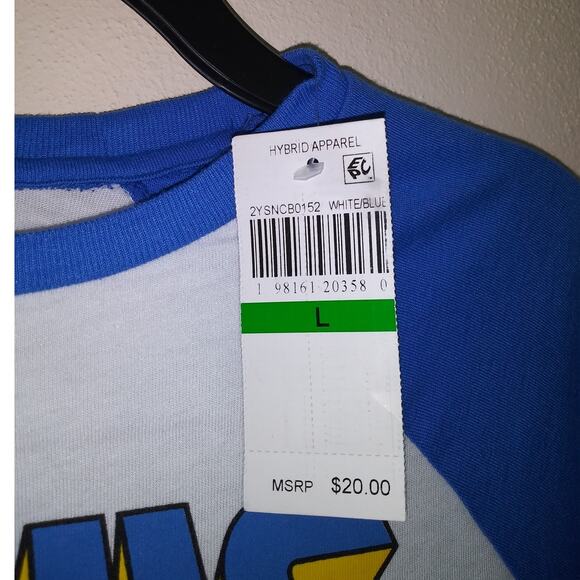 HYBRID APPAREL
EPC
2YSNCB0152 WHITE/BLUE
1 98161 20358 0
L
MSRP $20.00